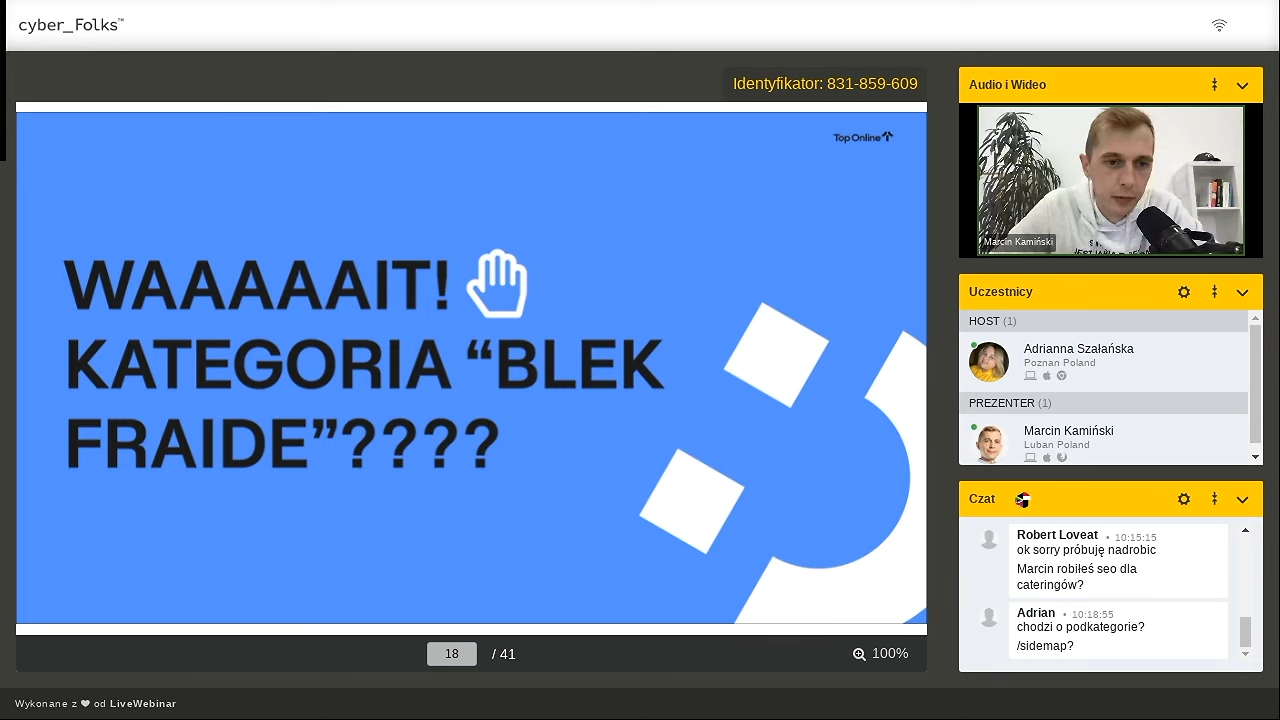 cyber_Folks™
Identyfikator: 831-859-609
Top Online
WAAAAAIT!
KATEGORIA “BLEK
FRAIDE”????
18 / 41
100%
Wykonane z od LiveWebinar
Audio i Wideo
Marcin Kamiński
Uczestnicy
HOST (1)
Adrianna Szałańska
Poznan Poland
PREZENTER (1)
Marcin Kamiński
Luban Poland
Czat
Robert Loveat • 10:15:15
ok sorry próbuję nadrobic
Marcin robiłeś seo dla
cateringów?
Adrian • 10:18:55
chodzi o podkategorie?
/sidemap?